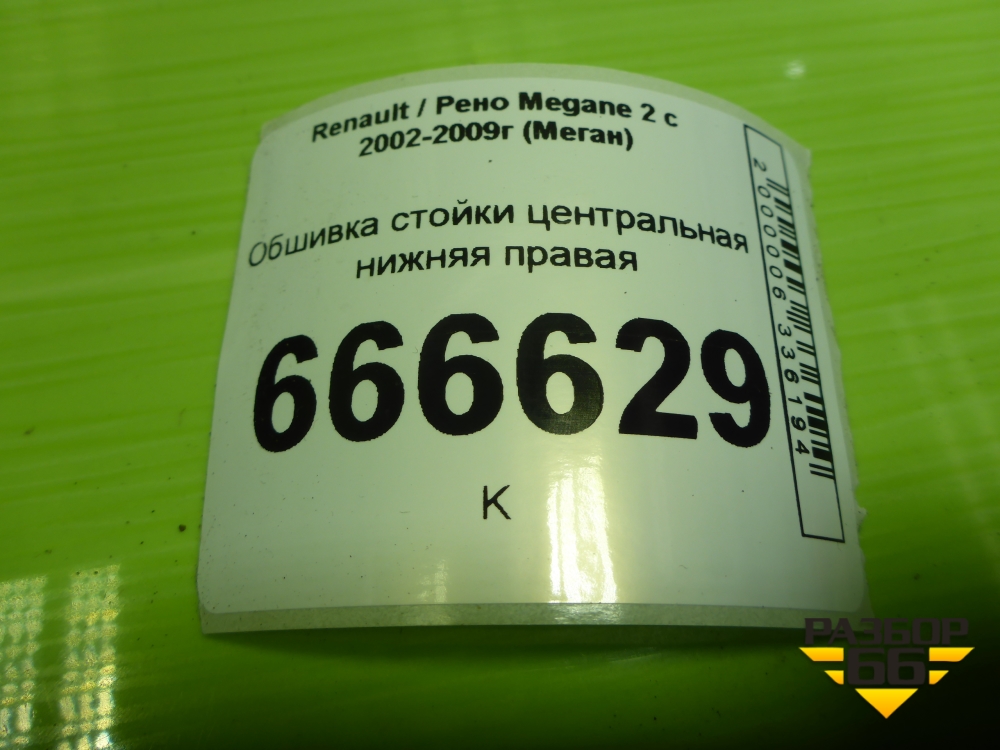 Renault / Рено Megane 2 с
2002-2009г (Меган)
Обшивка стойки центральная
нижняя правая
666629
К
2000006336194
РАЗБОР
66